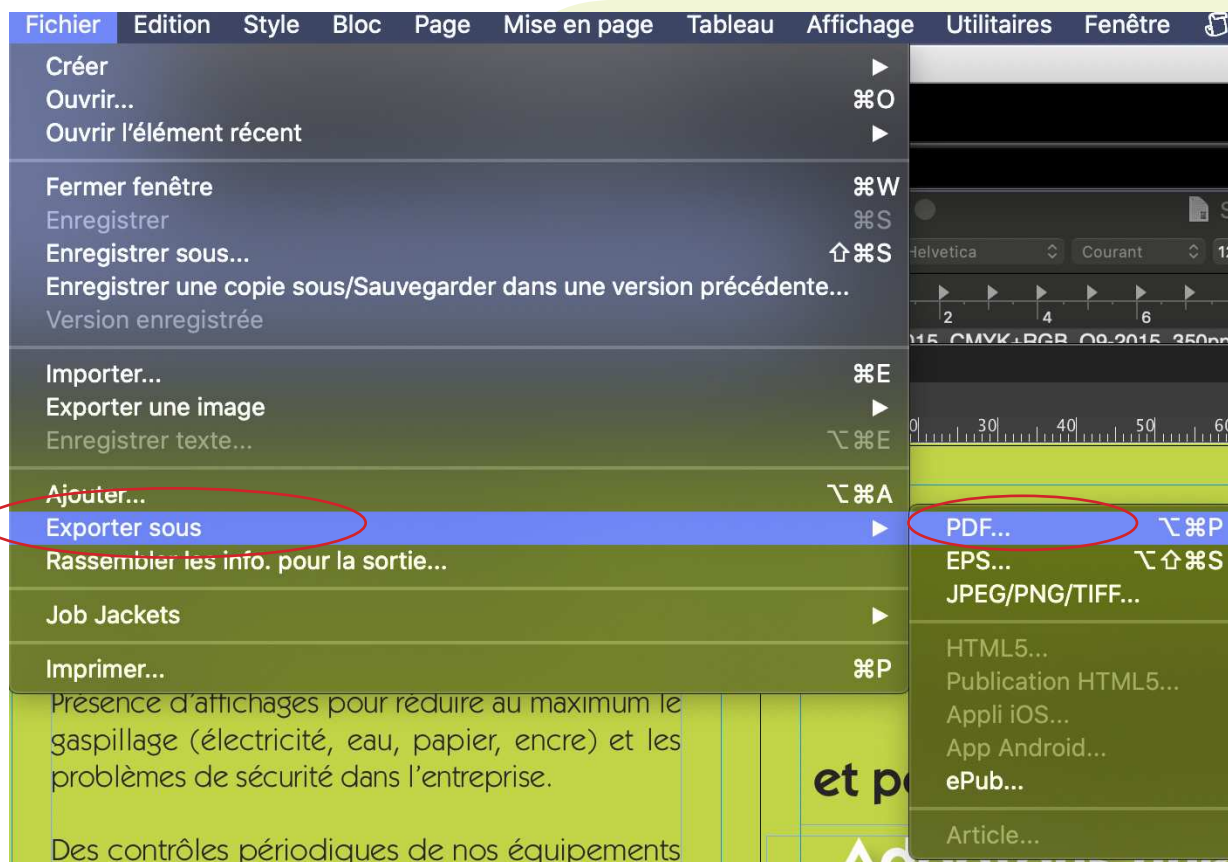 Fichier Edition Style Bloc Page Mise en page Tableau Affichage Utilitaires Fenêtre
Créer ▶
Ouvrir... ⌘O
Ouvrir l'élément récent ▶
Fermer fenêtre ⌘W
Enregistrer ⌘S
Enregistrer sous... ⇧⌘S
Enregistrer une copie sous/Sauvegarder dans une version précédente...
Version enregistrée
Importer... ⌘E
Exporter une image ▶
Enregistrer texte... ⌥⌘E
Ajouter... ⌥⌘A
Exporter sous ▶
Rassembler les info. pour la sortie...
Job Jackets ▶
Imprimer... ⌘P
Helvetica Courant
2 4 6
CMYK+RGB
30 40 50
PDF... ⌥⌘P
EPS... ⌥⇧⌘S
JPEG/PNG/TIFF...
HTML5...
Publication HTML5...
Appli iOS...
App Android...
ePub...
Article...
Présence d'affichages pour réduire au maximum le
gaspillage (électricité, eau, papier, encre) et les
problèmes de sécurité dans l'entreprise.
Des contrôles périodiques de nos équipements
et